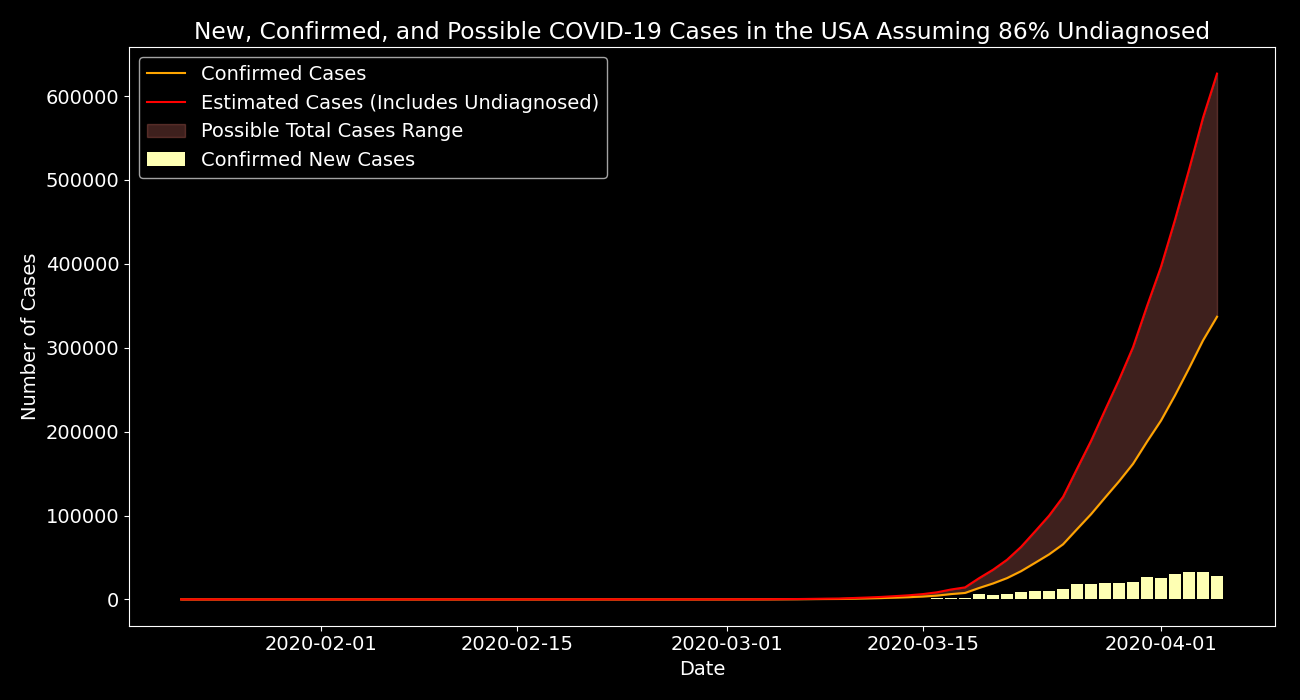 New, Confirmed, and Possible COVID-19 Cases in the USA Assuming 86% Undiagnosed
Confirmed Cases
Estimated Cases (Includes Undiagnosed)
Possible Total Cases Range
Confirmed New Cases
Number of Cases
600000
500000
400000
300000
200000
100000
0
2020-02-01
2020-02-15
2020-03-01
2020-03-15
2020-04-01
Date